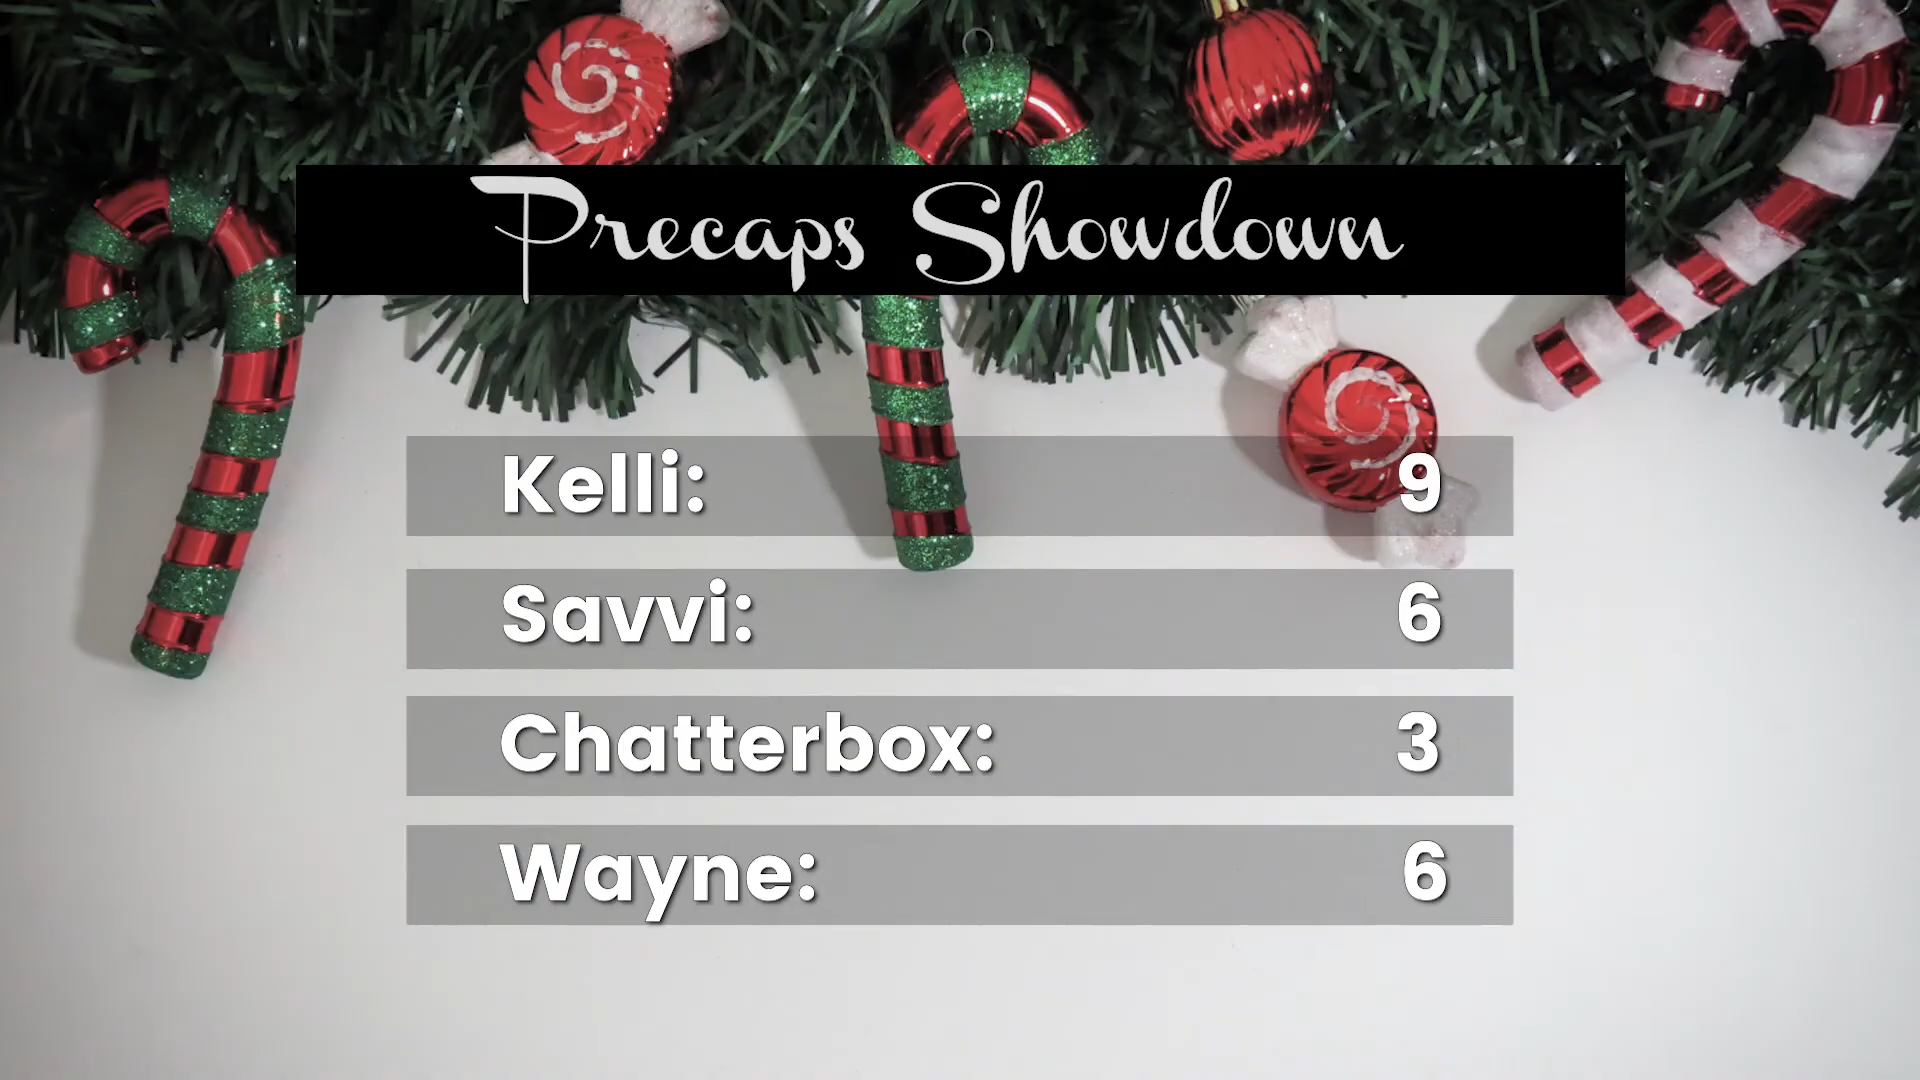 Precaps Showdown
Kelli: 9
Savvi: 6
Chatterbox: 3
Wayne: 6